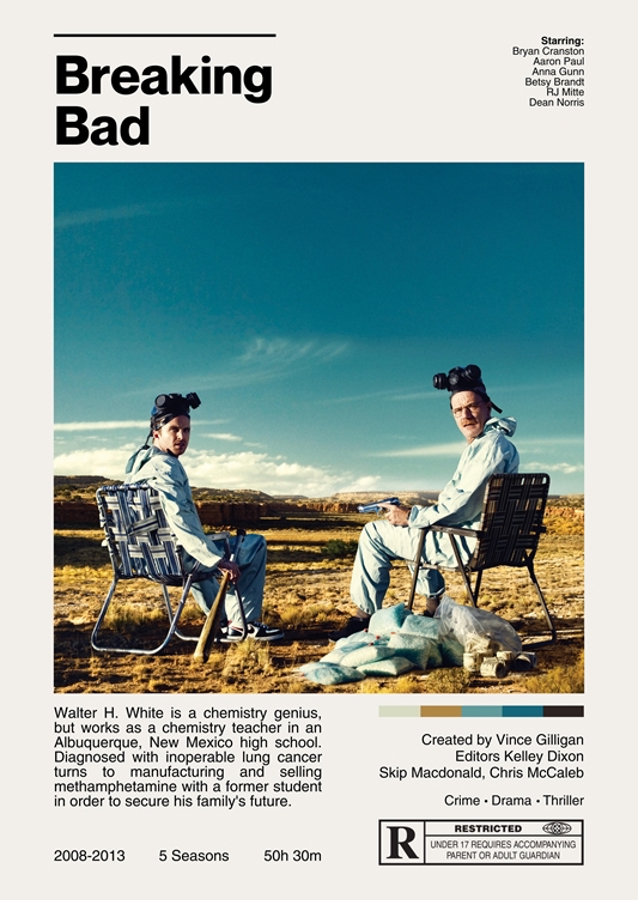 Breaking
Bad
Starring:
Bryan Cranston
Aaron Paul
Anna Gunn
Betsy Brandt
RJ Mitte
Dean Norris
Walter H. White is a chemistry genius,
but works as a chemistry teacher in an
Albuquerque, New Mexico high school.
Diagnosed with inoperable lung cancer
turns to manufacturing and selling
methamphetamine with a former student
in order to secure his family's future.
2008-2013 5 Seasons 50h 30m
Created by Vince Gilligan
Editors Kelley Dixon
Skip Macdonald, Chris McCaleb
Crime • Drama • Thriller
R
RESTRICTED
UNDER 17 REQUIRES ACCOMPANYING
PARENT OR ADULT GUARDIAN